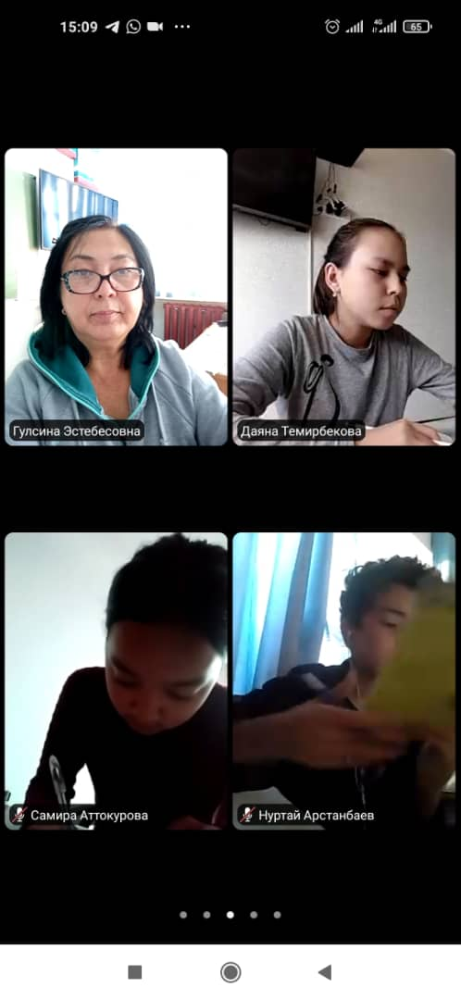 15:09
4G
65
Гулсина Эстебесовна
Даяна Темирбекова
Самира Аттокурова
Нуртай Арстанбаев